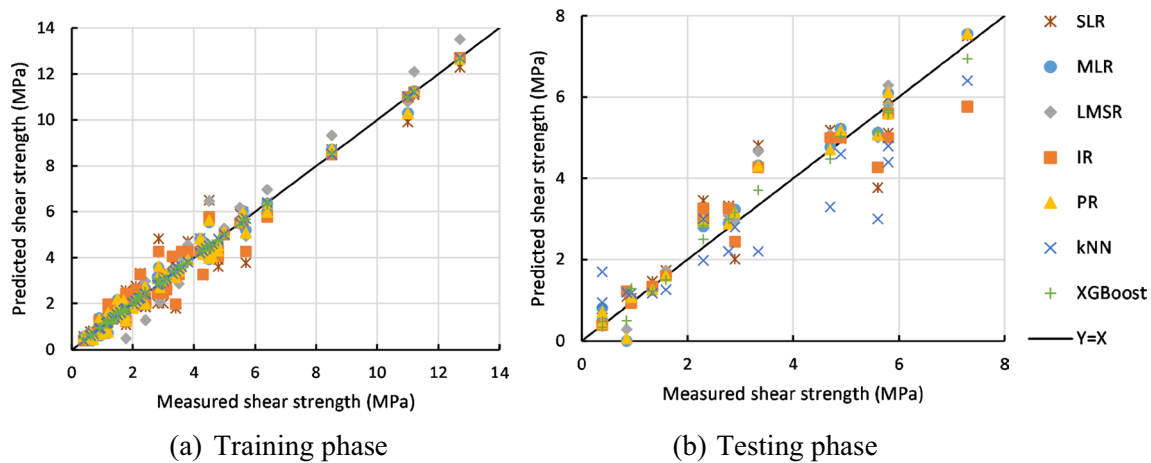 Predicted shear strength (MPa)
14
12
10
8
6
4
2
0
0 2 4 6 8 10 12 14
Measured shear strength (MPa)
(a) Training phase
Predicted shear strength (MPa)
8
6
4
2
0
0 2 4 6 8
Measured shear strength (MPa)
(b) Testing phase
SLR
MLR
LMSR
IR
PR
kNN
XGBoost
Y=X